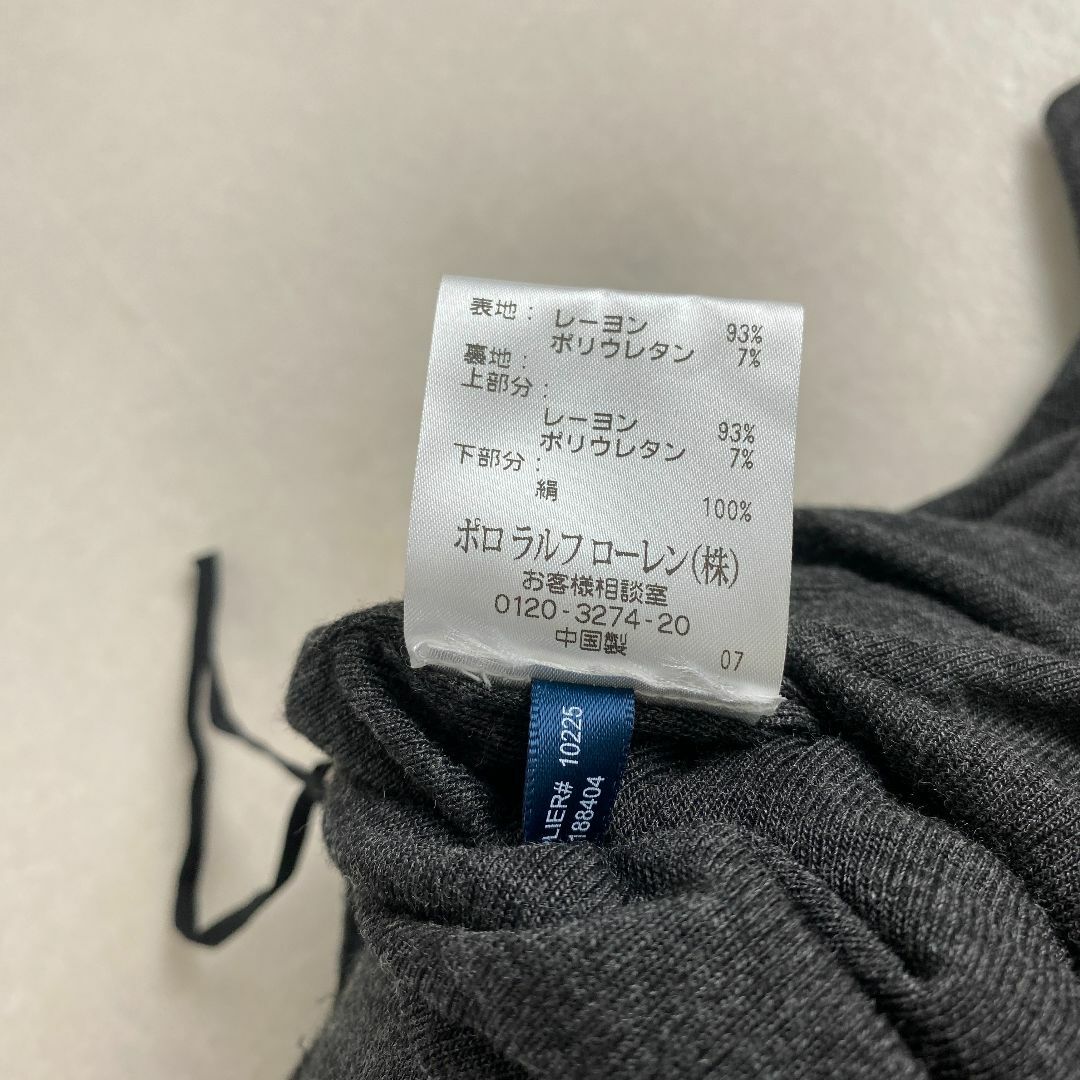 表地： レーヨン 93%
ポリウレタン 7%
裏地：
上部分：
レーヨン 93%
ポリウレタン 7%
下部分：
絹 100%
ポロ ラルフ ローレン(株)
お客様相談室
0120-3274-20
中国製 07
LIER# 10225
188404